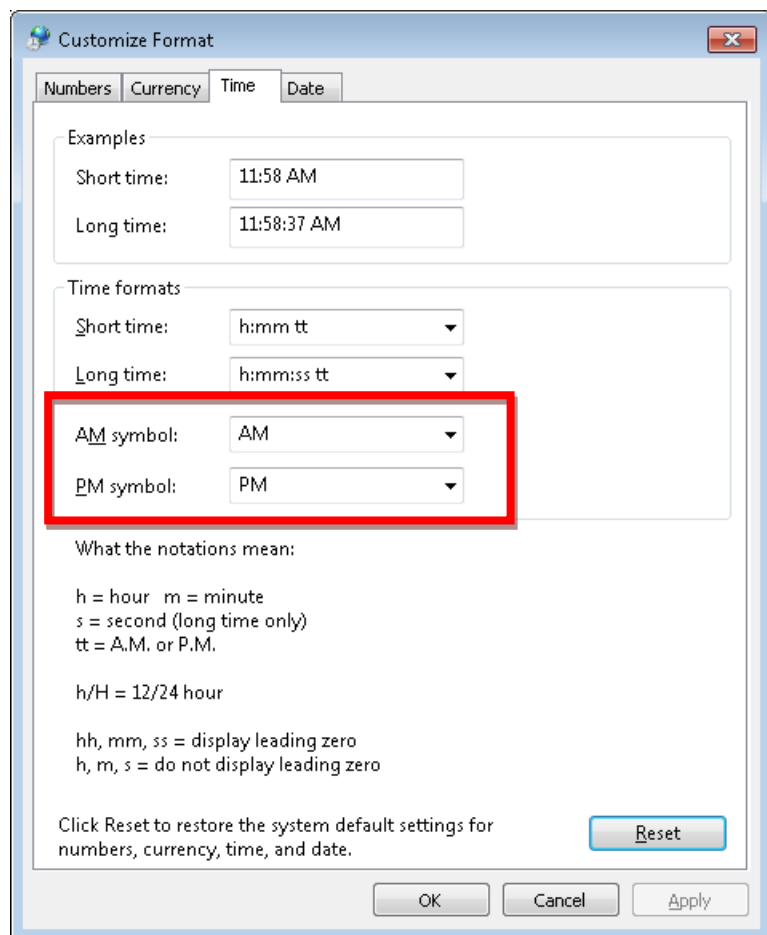 Customize Format
Numbers Currency Time Date
Examples
Short time: 11:58 AM
Long time: 11:58:37 AM
Time formats
Short time: h:mm tt
Long time: h:mm:ss tt
AM symbol: AM
PM symbol: PM
What the notations mean:
h = hour m = minute
s = second (long time only)
tt = A.M. or P.M.
h/H = 12/24 hour
hh, mm, ss = display leading zero
h, m, s = do not display leading zero
Click Reset to restore the system default settings for
numbers, currency, time, and date.
Reset
OK Cancel Apply